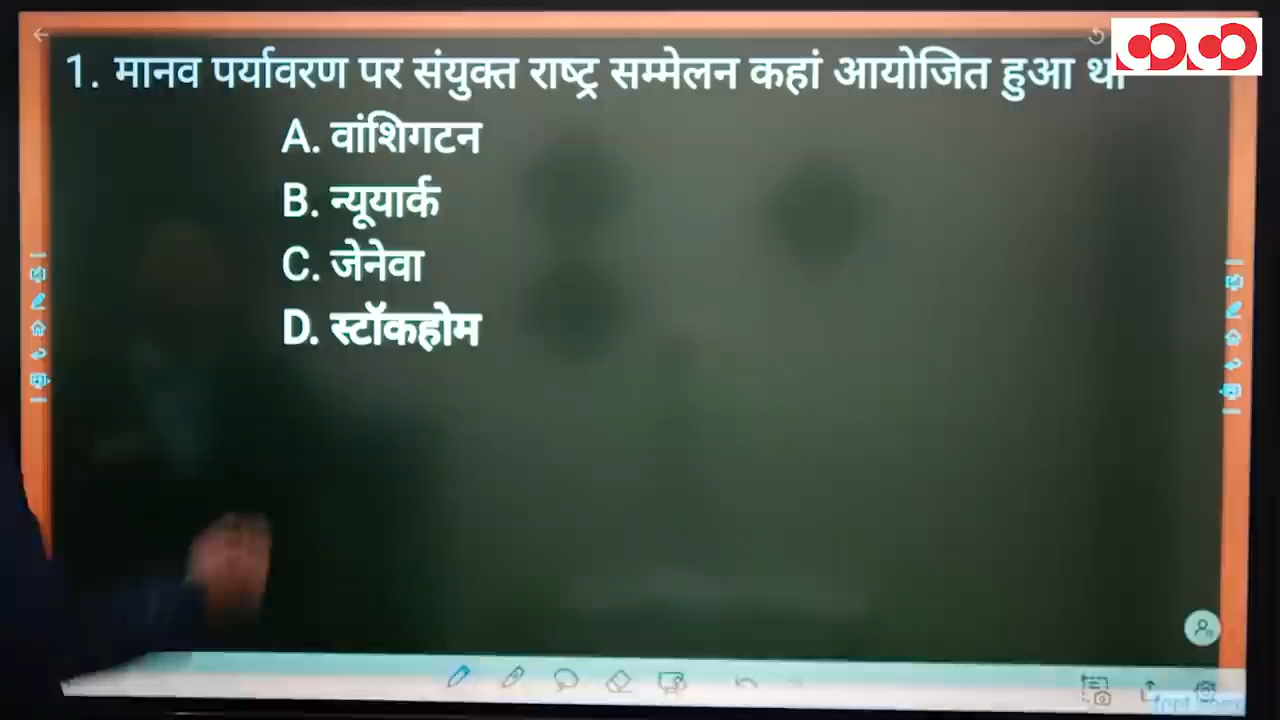 1. मानव पर्यावरण पर संयुक्त राष्ट्र सम्मेलन कहां आयोजित हुआ था
A. वांशिगटन
B. न्यूयार्क
C. जेनेवा
D. स्टॉकहोम